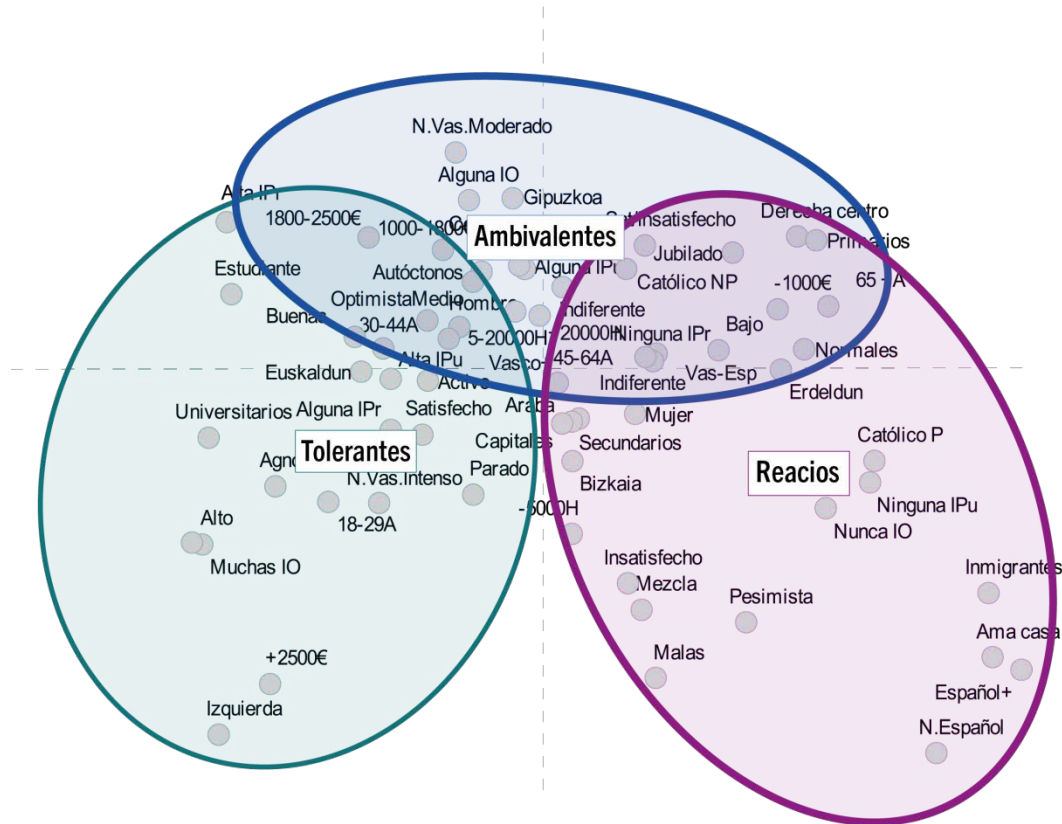 N.Vas.Moderado
Alguna IO
Alta IPr
Gipuzkoa
Derecha centro
1800-2500€
1000-1800€
Ambivalentes
Insatisfecho
Primarios
Jubilado
Estudiante
Autóctonos
Alguna IPu
Católico NP
-1000€
65 -
Optimista
Medio
Hombre
Indiferente
Buenas
30-44A
5-20000H
20000H
Ninguna IPr
Bajo
Normales
Alta IPu
Vasco
45-64A
Euskaldun
Activo
Indiferente
Vas-Esp
Erdeldun
Universitarios
Alguna IPr
Satisfecho
Araba
Mujer
Tolerantes
Capitales
Secundarios
Católico P
Parado
Bizkaia
Reacios
N.Vas.Intenso
Ninguna IPu
Alto
18-29A
-5000H
Nunca IO
Muchas IO
Insatisfecho
Mezcla
Inmigrantes
Pesimista
Malas
Ama casa
+2500€
Español+
Izquierda
N.Español